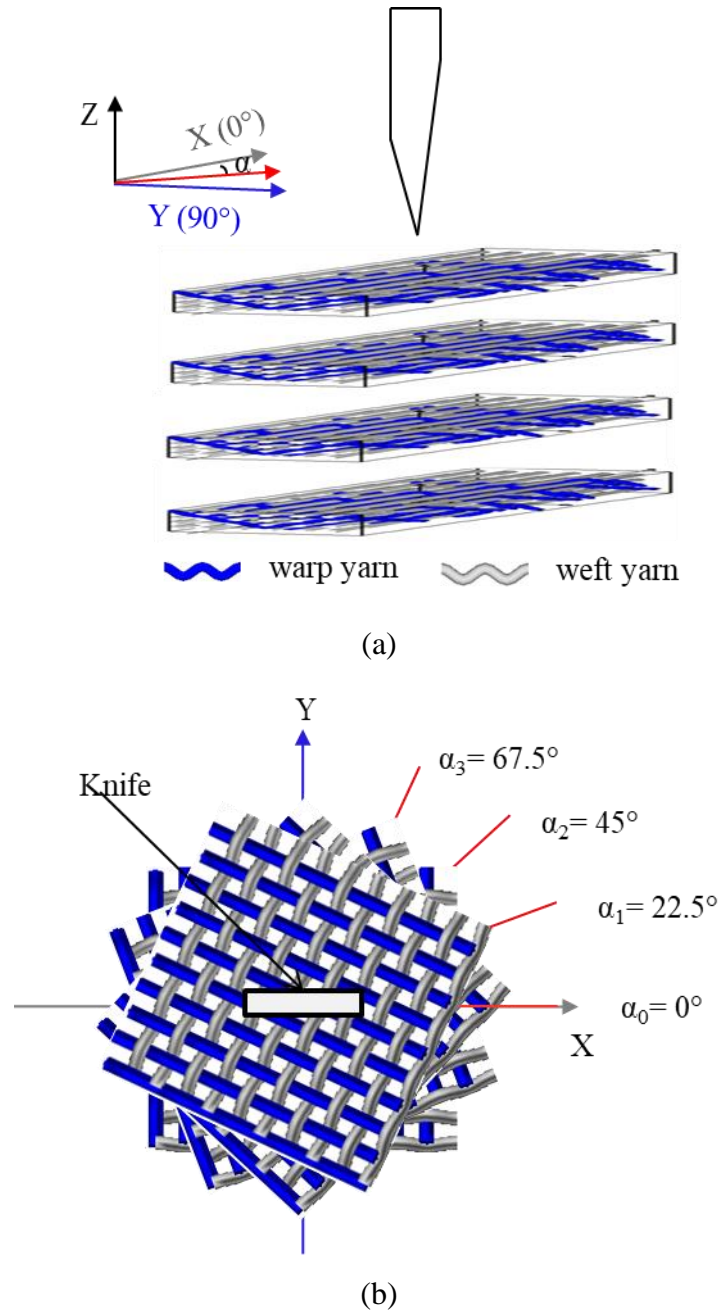 Z
X (0°)
α
Y (90°)
warp yarn
weft yarn
(a)
Y
Knife
α₃= 67.5°
α₂= 45°
α₁= 22.5°
α₀= 0°
X
(b)